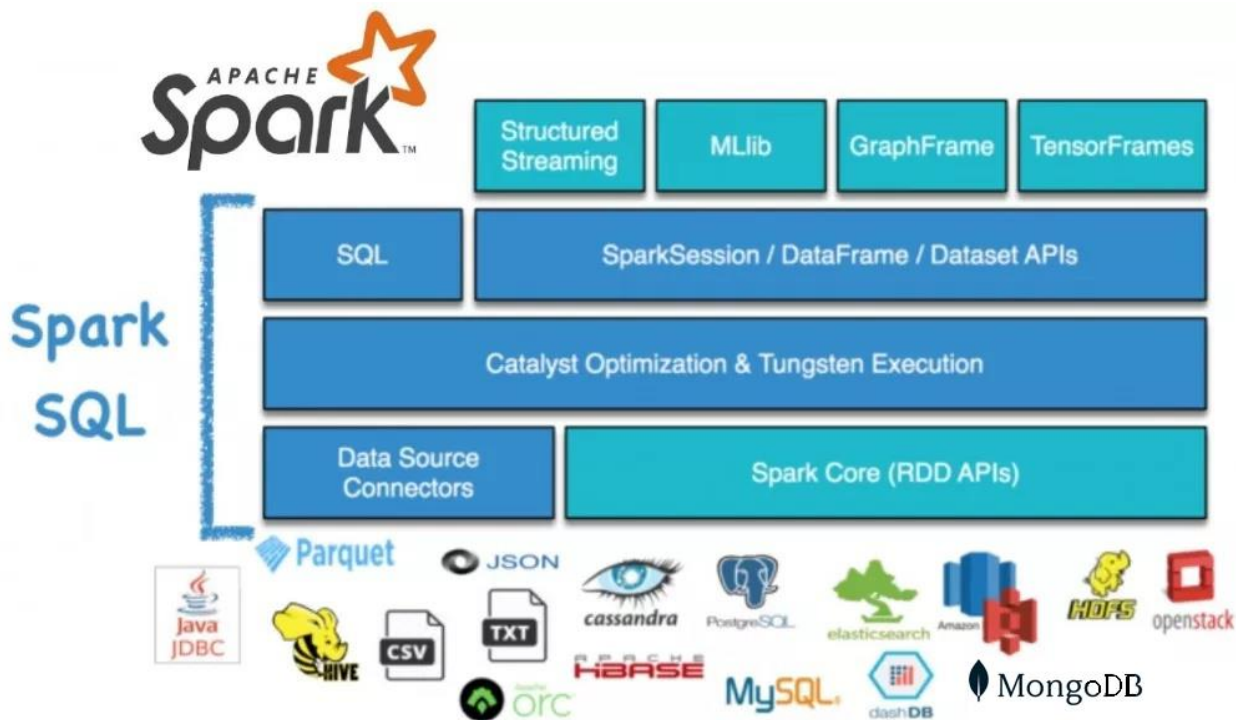 APACHE
Spark
TM
Structured
Streaming
MLlib
GraphFrame
TensorFrames
SQL
SparkSession / DataFrame / Dataset APIs
Spark
SQL
Catalyst Optimization & Tungsten Execution
Data Source
Connectors
Spark Core (RDD APIs)
Parquet
JSON
Java
JDBC
HIVE
CSV
TXT
cassandra
PostgreSQL
elasticsearch
Amazon
HDFS
openstack
APACHE
HBASE
Apache
orc
MySQL
dashDB
MongoDB